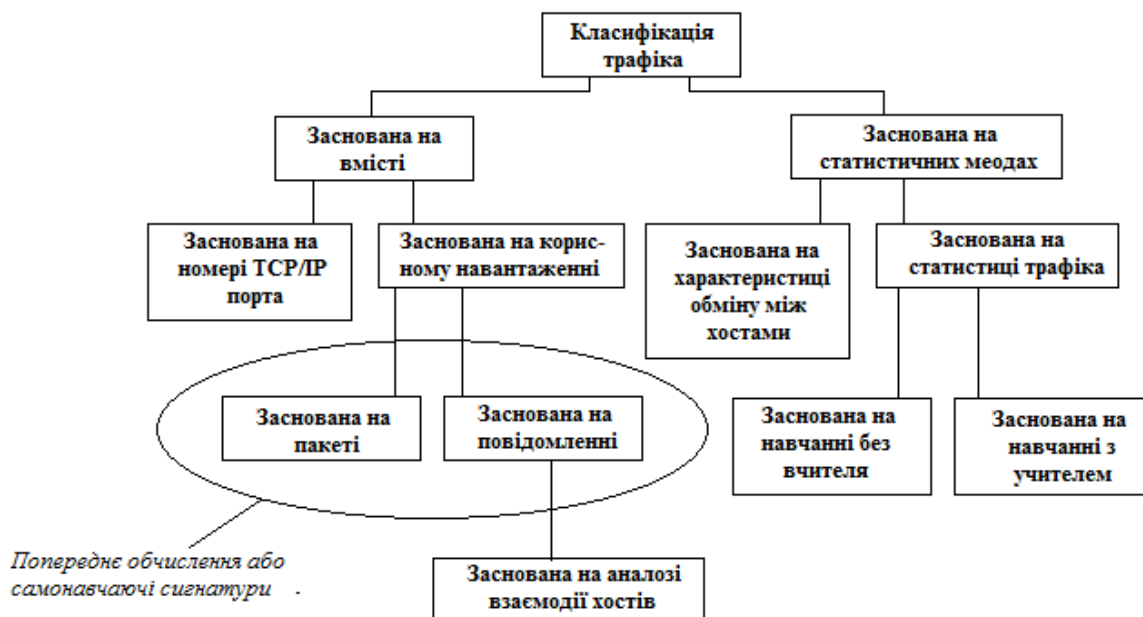 Класифікація
трафіка
Заснована на
вмісті
Заснована на
статистичних меодах
Заснована на
номері TCP/IP
порта
Заснована на корис-
ному навантаженні
Заснована на
характеристиці
обміну між
хостами
Заснована на
статистиці трафіка
Заснована на
пакеті
Заснована на
повідомленні
Заснована на
навчанні без
вчителя
Заснована на
навчанні з
учителем
Попереднє обчислення або
самонавчаючі сигнатури .
Заснована на аналозі
взаємодії хостів